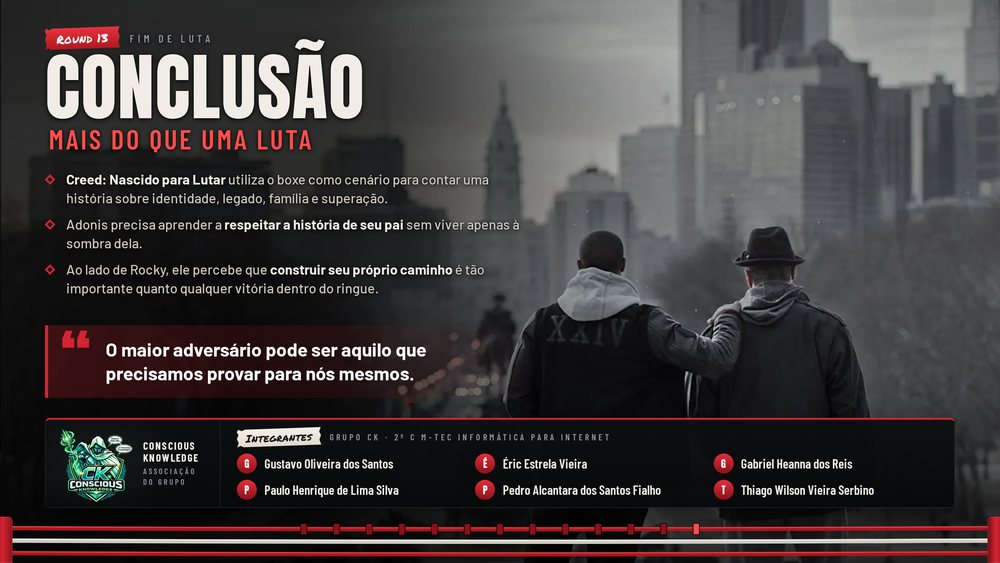 ROUND 13
FIM DE LUTA
CONCLUSÃO
MAIS DO QUE UMA LUTA
Creed: Nascido para Lutar utiliza o boxe como cenário para contar uma
história sobre identidade, legado, família e superação.
Adonis precisa aprender a respeitar a história de seu pai sem viver apenas à
sombra dela.
Ao lado de Rocky, ele percebe que construir seu próprio caminho é tão
importante quanto qualquer vitória dentro do ringue.
XXIV
“
O maior adversário pode ser aquilo que
precisamos provar para nós mesmos.
CK
CONSCIOUS
KNOWLEDGE
CONSCIOUS
KNOWLEDGE
ASSOCIAÇÃO
DO GRUPO
INTEGRANTES
GRUPO CK · 2º C M-TEC INFORMÁTICA PARA INTERNET
G Gustavo Oliveira dos Santos
É Éric Estrela Vieira
G Gabriel Heanna dos Reis
P Paulo Henrique de Lima Silva
P Pedro Alcantara dos Santos Fialho
T Thiago Wilson Vieira Serbino